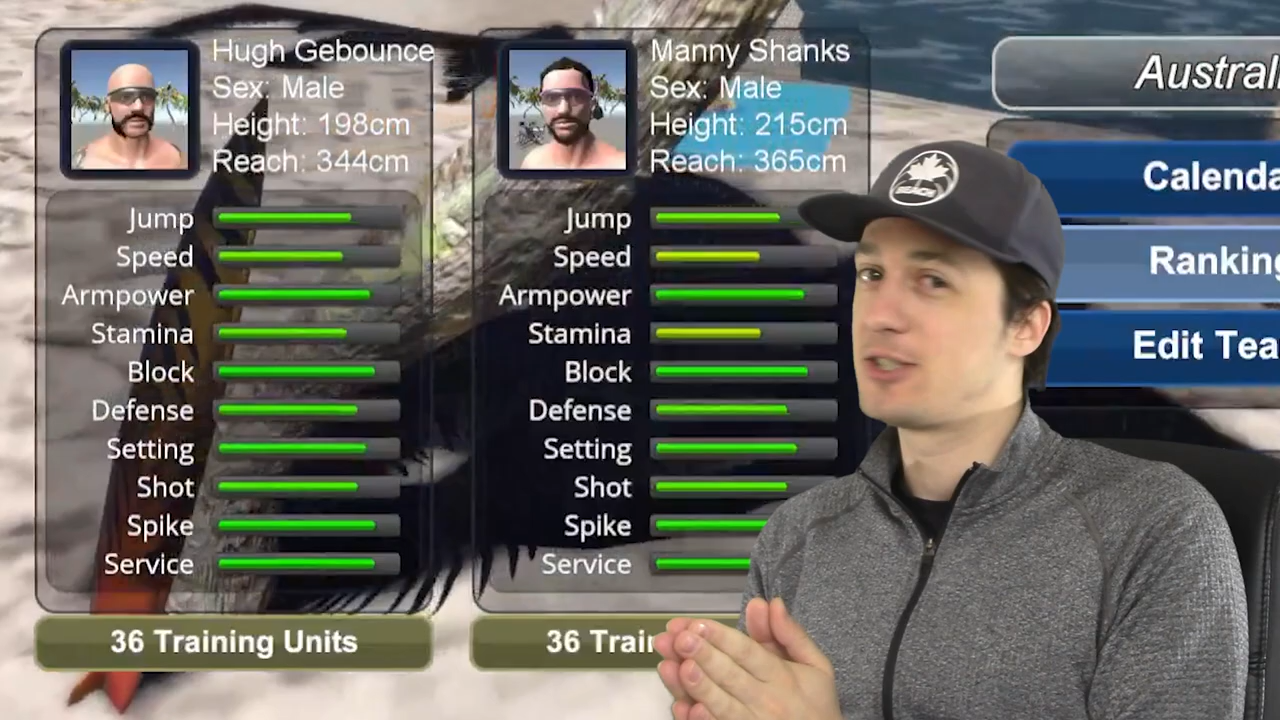 Hugh Gebounce
Sex: Male
Height: 198cm
Reach: 344cm
Jump
Speed
Armpower
Stamina
Block
Defense
Setting
Shot
Spike
Service
36 Training Units
Manny Shanks
Sex: Male
Height: 215cm
Reach: 365cm
Jump
Speed
Armpower
Stamina
Block
Defense
Setting
Shot
Spike
Service
36 Trai
Austral
Calenda
Ranking
Edit Tea
BEACH